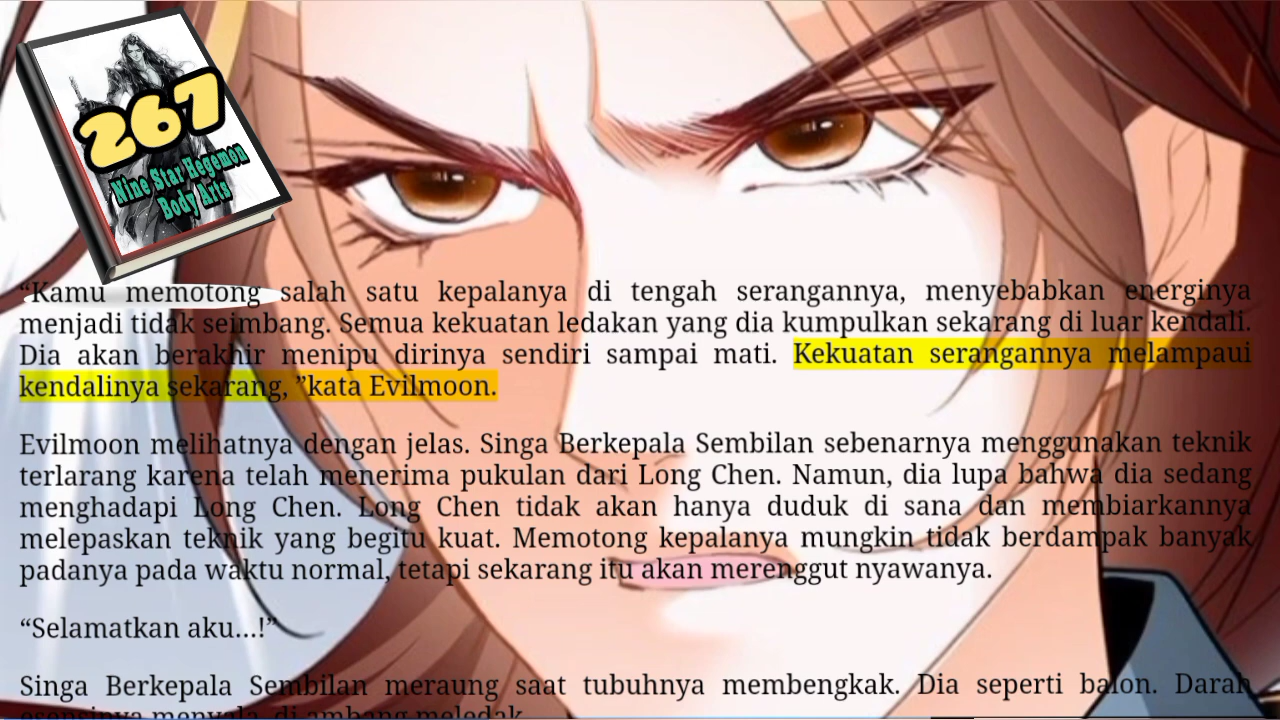 267
Nine Star Hegemon
Body Arts
“Kamu memotong salah satu kepalanya di tengah serangannya, menyebabkan energinya
menjadi tidak seimbang. Semua kekuatan ledakan yang dia kumpulkan sekarang di luar kendali.
Dia akan berakhir menipu dirinya sendiri sampai mati. Kekuatan serangannya melampaui
kendalinya sekarang, ”kata Evilmoon.
Evilmoon melihatnya dengan jelas. Singa Berkepala Sembilan sebenarnya menggunakan teknik
terlarang karena telah menerima pukulan dari Long Chen. Namun, dia lupa bahwa dia sedang
menghadapi Long Chen. Long Chen tidak akan hanya duduk di sana dan membiarkannya
melepaskan teknik yang begitu kuat. Memotong kepalanya mungkin tidak berdampak banyak
padanya pada waktu normal, tetapi sekarang itu akan merenggut nyawanya.
“Selamatkan aku...!”
Singa Berkepala Sembilan meraung saat tubuhnya membengkak. Dia seperti balon. Darah
esensinya menyala, di ambang meledak.